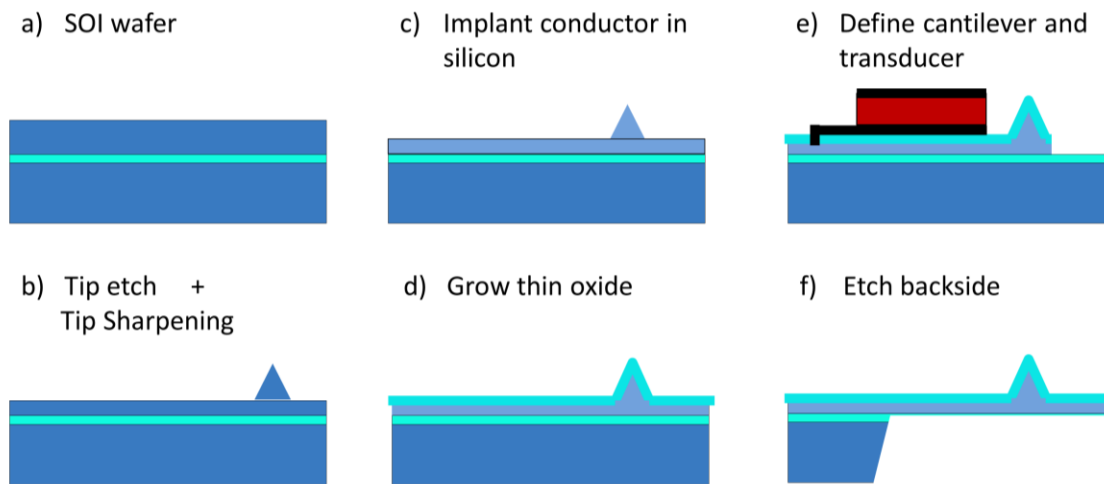 a) SOI wafer
c) Implant conductor in
silicon
e) Define cantilever and
transducer
b) Tip etch +
Tip Sharpening
d) Grow thin oxide
f) Etch backside